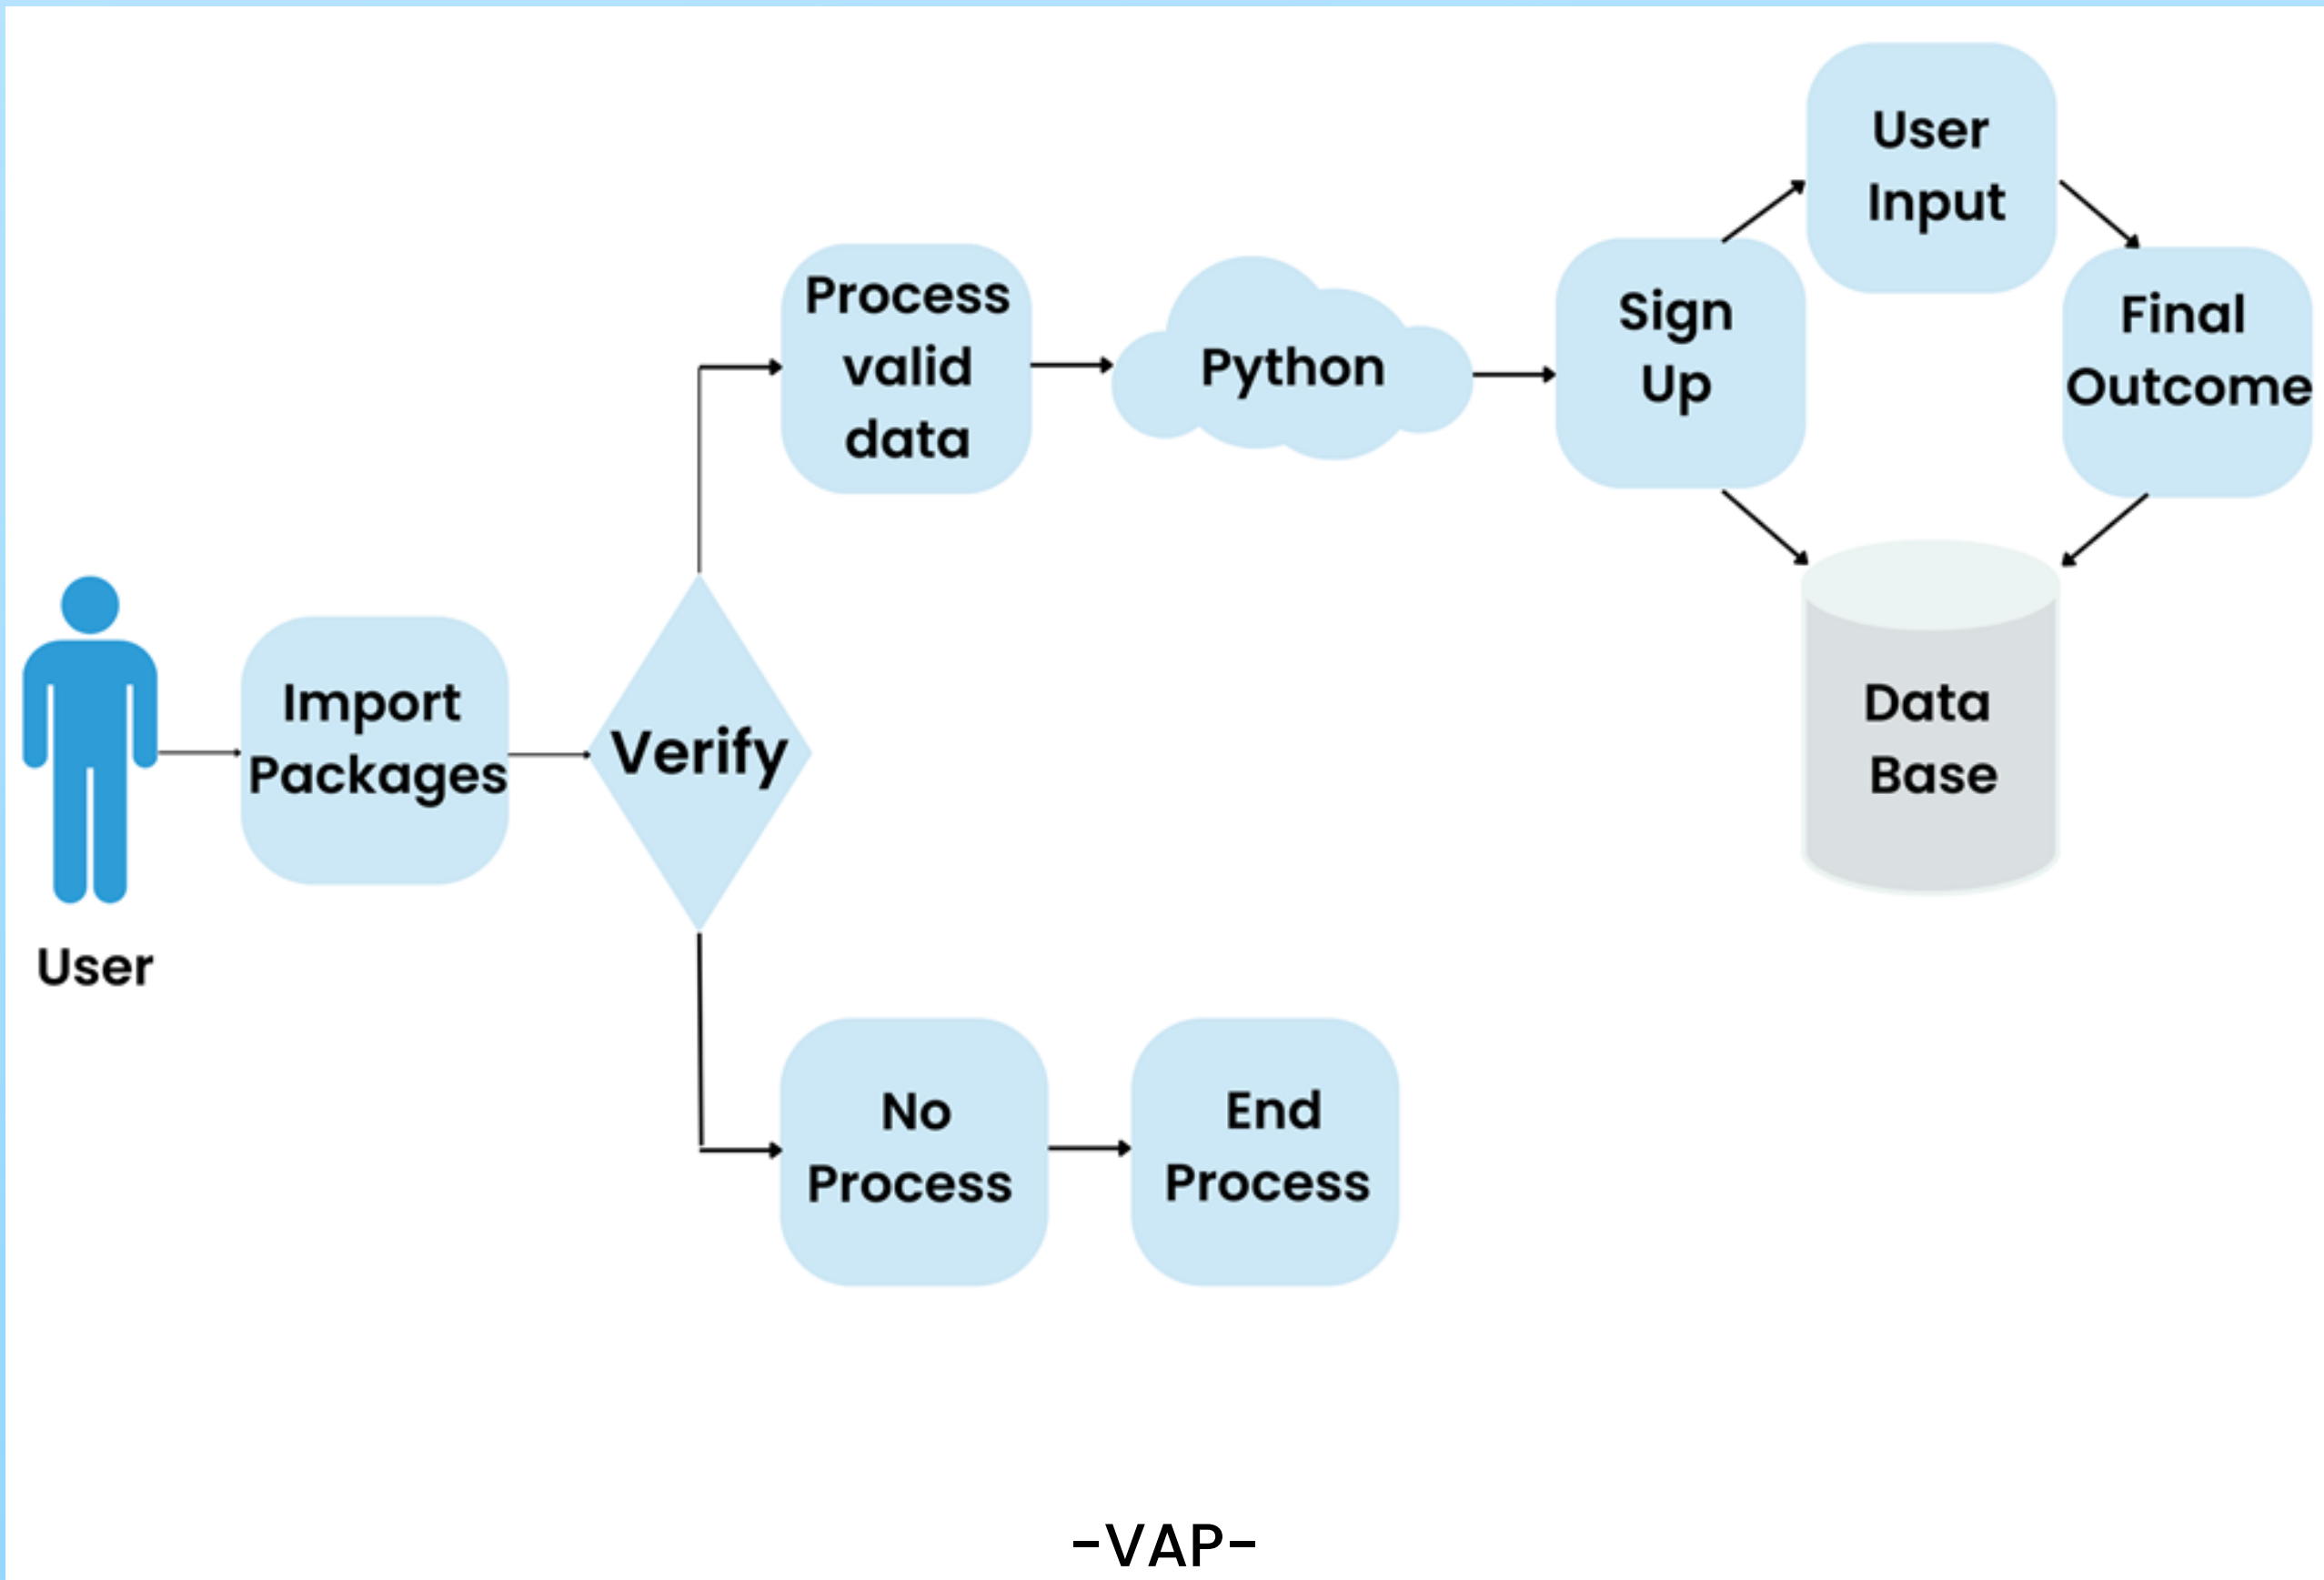 User
Import
Packages
Verify
Process
valid
data
Python
Sign
Up
User
Input
Final
Outcome
Data
Base
No
Process
End
Process
-VAP-